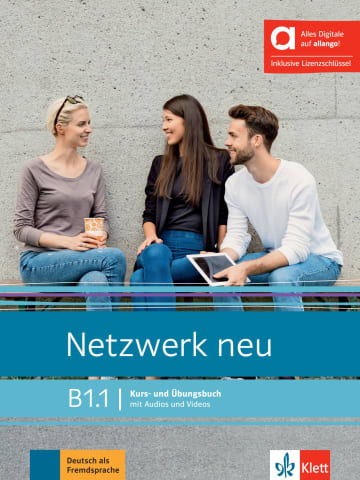 a
Alles Digitale
auf allango!
Inklusive Lizenzschlüssel
Netzwerk neu
B1.1
Kurs- und Übungsbuch
mit Audios und Videos
Deutsch als
Fremdsprache
Klett